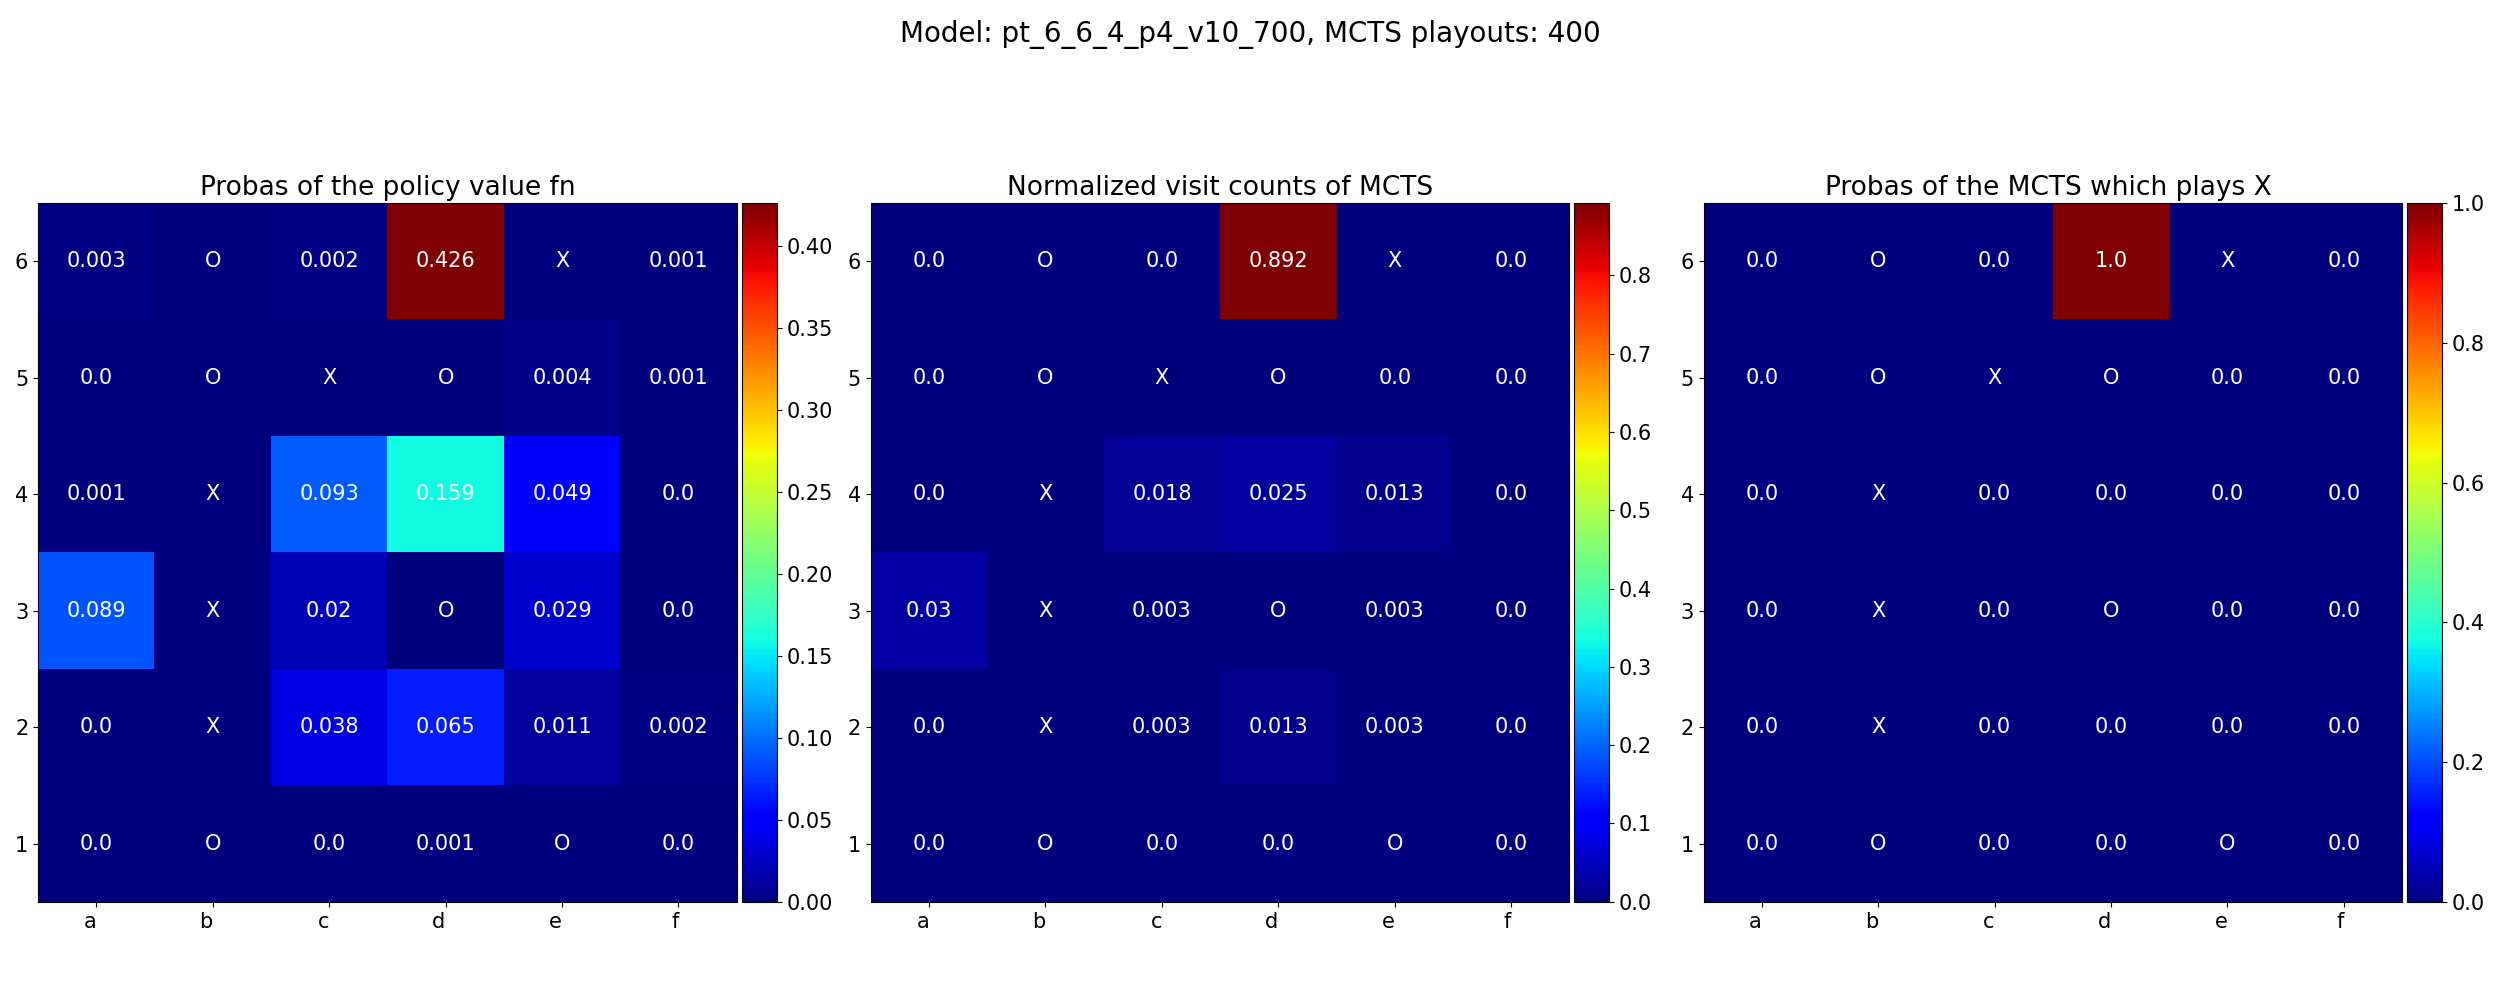 Model: pt_6_6_4_p4_v10_700, MCTS playouts: 400
Probas of the policy value fn
6 0.003 O 0.002 0.426 X 0.001
5 0.0 O X O 0.004 0.001
4 0.001 X 0.093 0.159 0.049 0.0
3 0.089 X 0.02 O 0.029 0.0
2 0.0 X 0.038 0.065 0.011 0.002
1 0.0 O 0.0 0.001 O 0.0
a b c d e f
0.40
0.35
0.30
0.25
0.20
0.15
0.10
0.05
0.00
Normalized visit counts of MCTS
6 0.0 O 0.0 0.892 X 0.0
5 0.0 O X O 0.0 0.0
4 0.0 X 0.018 0.025 0.013 0.0
3 0.03 X 0.003 O 0.003 0.0
2 0.0 X 0.003 0.013 0.003 0.0
1 0.0 O 0.0 0.0 O 0.0
a b c d e f
0.8
0.7
0.6
0.5
0.4
0.3
0.2
0.1
0.0
Probas of the MCTS which plays X
6 0.0 O 0.0 1.0 X 0.0
5 0.0 O X O 0.0 0.0
4 0.0 X 0.0 0.0 0.0 0.0
3 0.0 X 0.0 O 0.0 0.0
2 0.0 X 0.0 0.0 0.0 0.0
1 0.0 O 0.0 0.0 O 0.0
a b c d e f
1.0
0.8
0.6
0.4
0.2
0.0